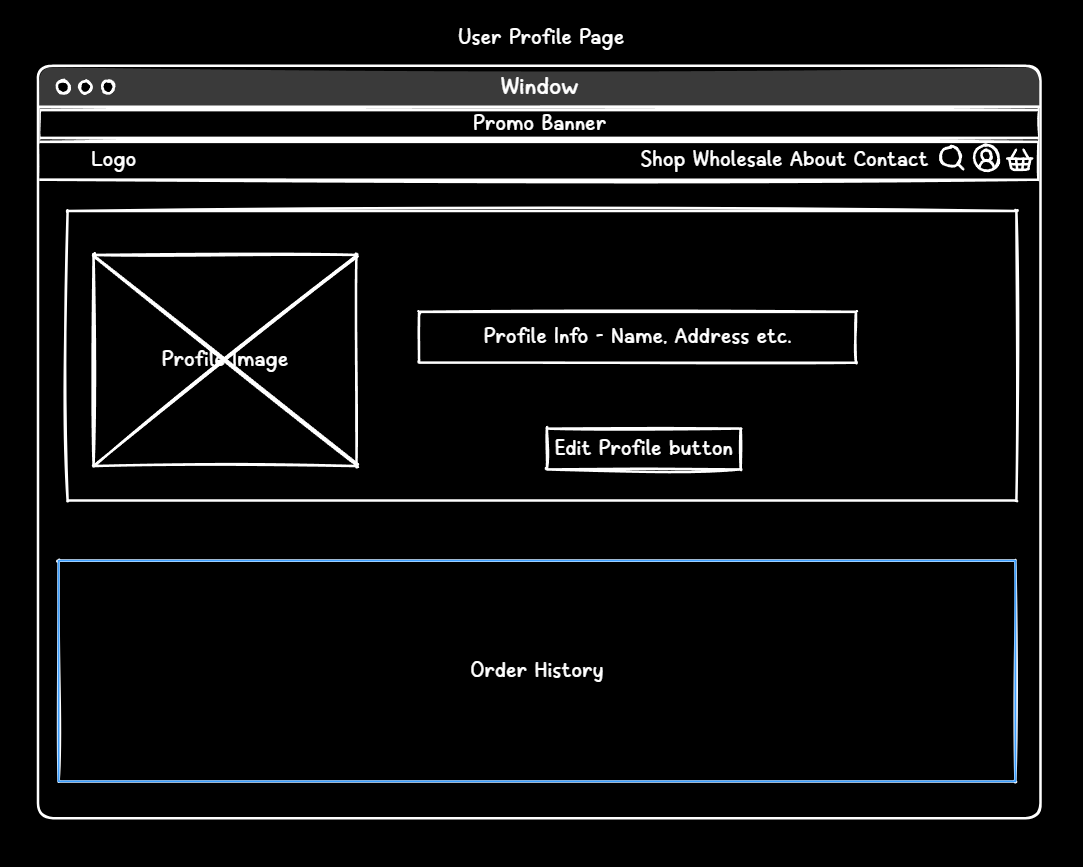 User Profile Page
Window
Promo Banner
Logo
Shop Wholesale About Contact
Profile Info - Name, Address etc.
Profile Image
Edit Profile button
Order History